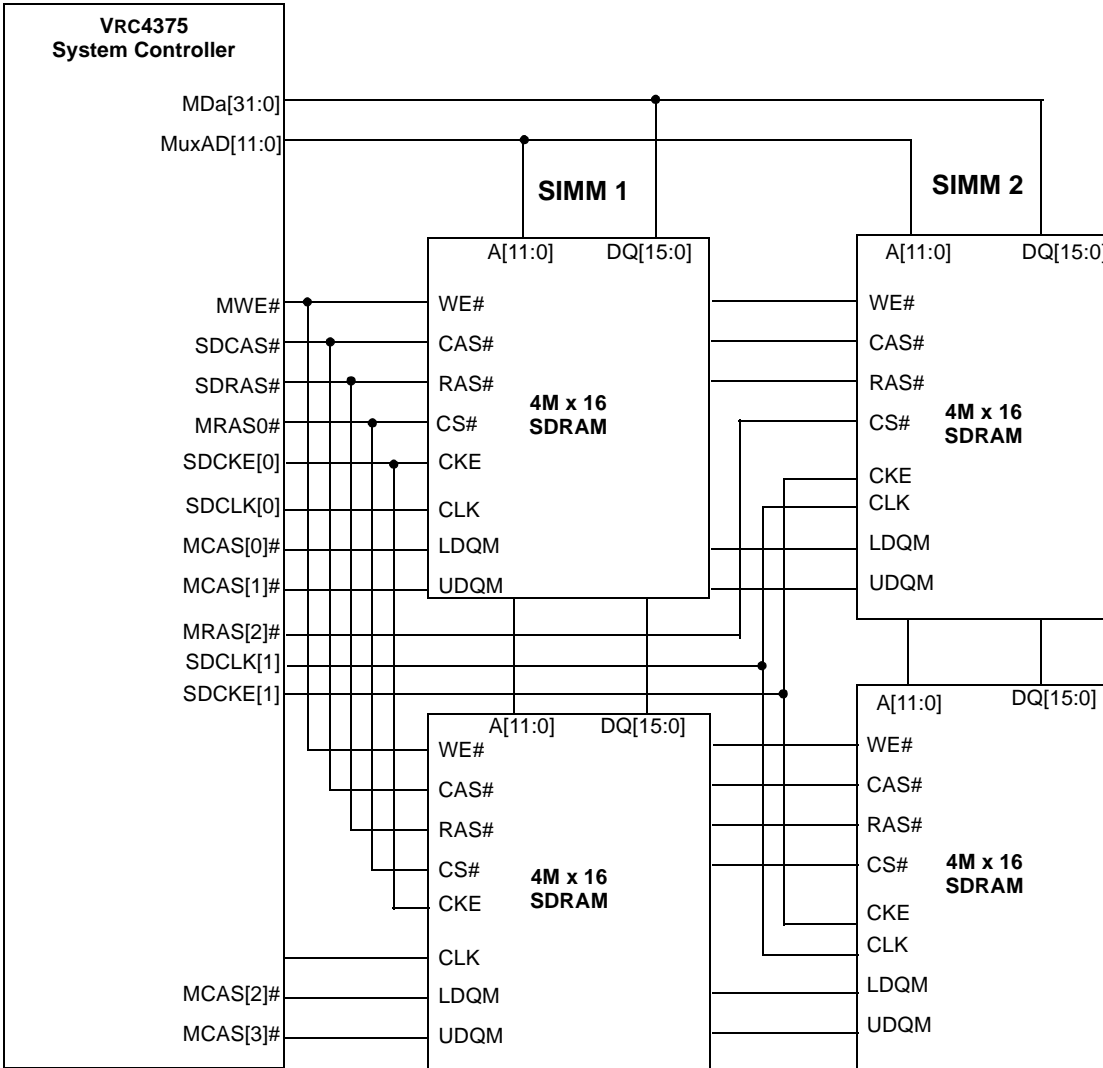 VRC4375
System Controller
MDa[31:0]
MuxAD[11:0]
MWE#
SDCAS#
SDRAS#
MRAS0#
SDCKE[0]
SDCLK[0]
MCAS[0]#
MCAS[1]#
MRAS[2]#
SDCLK[1]
SDCKE[1]
MCAS[2]#
MCAS[3]#
SIMM 1
A[11:0] DQ[15:0]
WE#
CAS#
RAS#
CS#
CKE
CLK
LDQM
UDQM
4M x 16
SDRAM
SIMM 2
A[11:0] DQ[15:0]
WE#
CAS#
RAS#
CS#
CKE
CLK
LDQM
UDQM
4M x 16
SDRAM
A[11:0] DQ[15:0]
WE#
CAS#
RAS#
CS#
CKE
CLK
LDQM
UDQM
4M x 16
SDRAM
A[11:0] DQ[15:0]
WE#
CAS#
RAS#
CS#
CKE
CLK
LDQM
UDQM
4M x 16
SDRAM